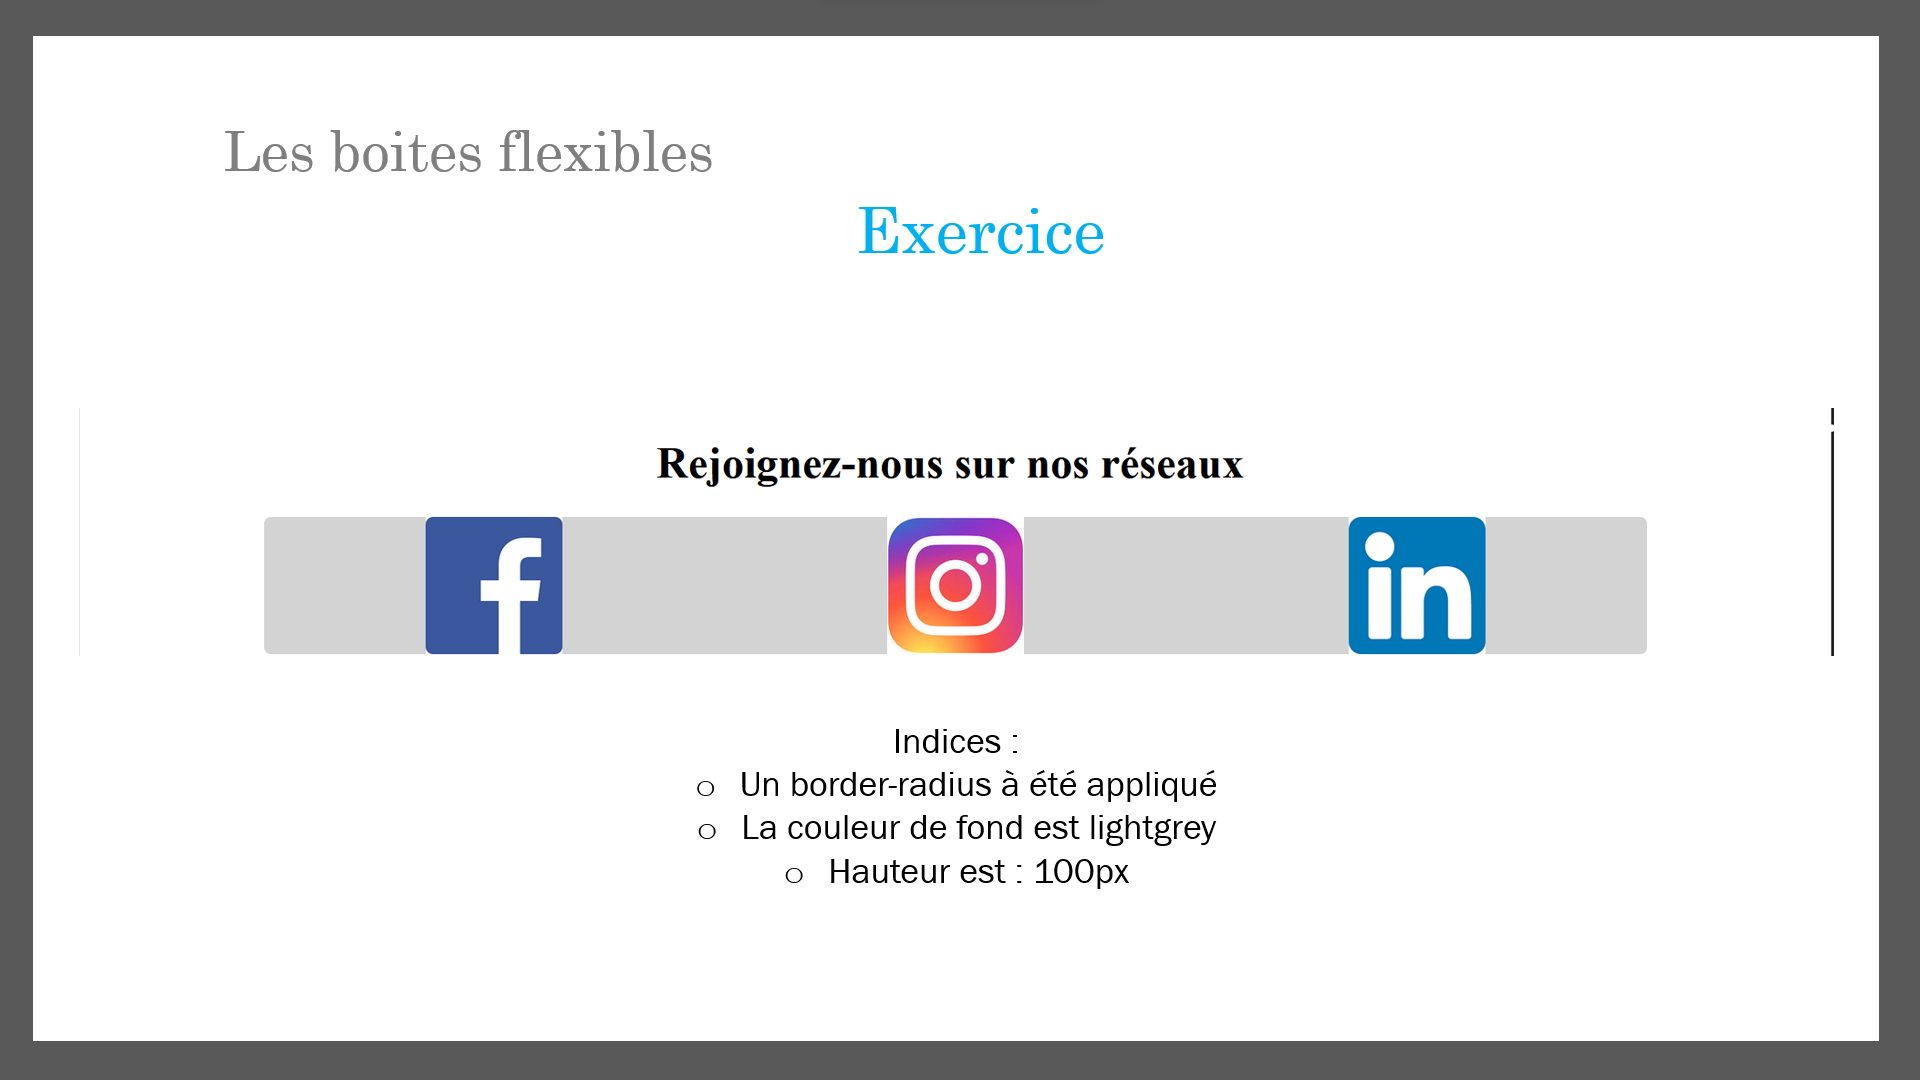 Les boites flexibles
Exercice
Rejoignez-nous sur nos réseaux
f
in
Indices :
o Un border-radius à été appliqué
o La couleur de fond est lightgrey
o Hauteur est : 100px